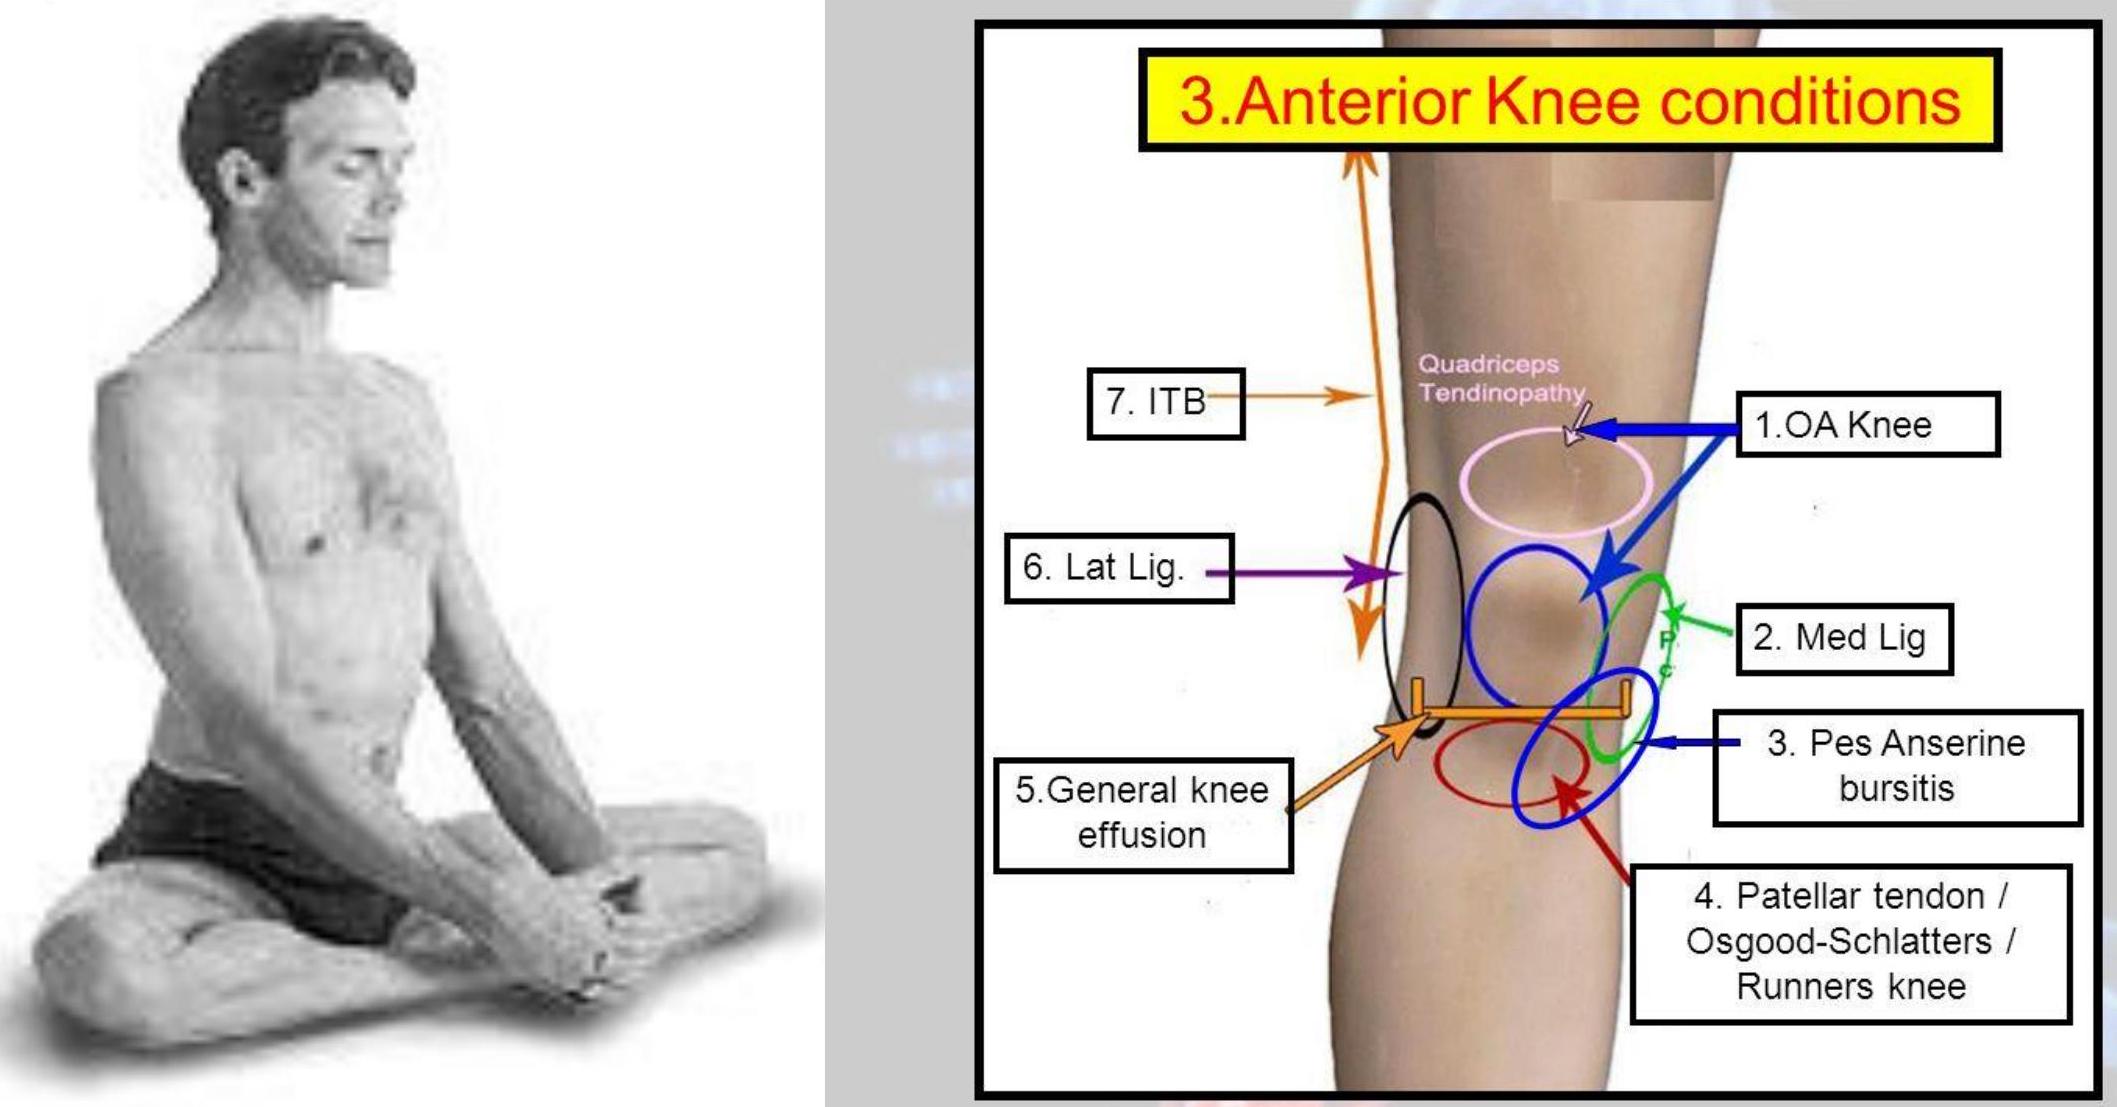 3.Anterior Knee conditions
Quadriceps
Tendinopathy
7. ITB
1.OA Knee
6. Lat Lig.
2. Med Lig
P
e
3. Pes Anserine
bursitis
5.General knee
effusion
4. Patellar tendon /
Osgood-Schlatters /
Runners knee